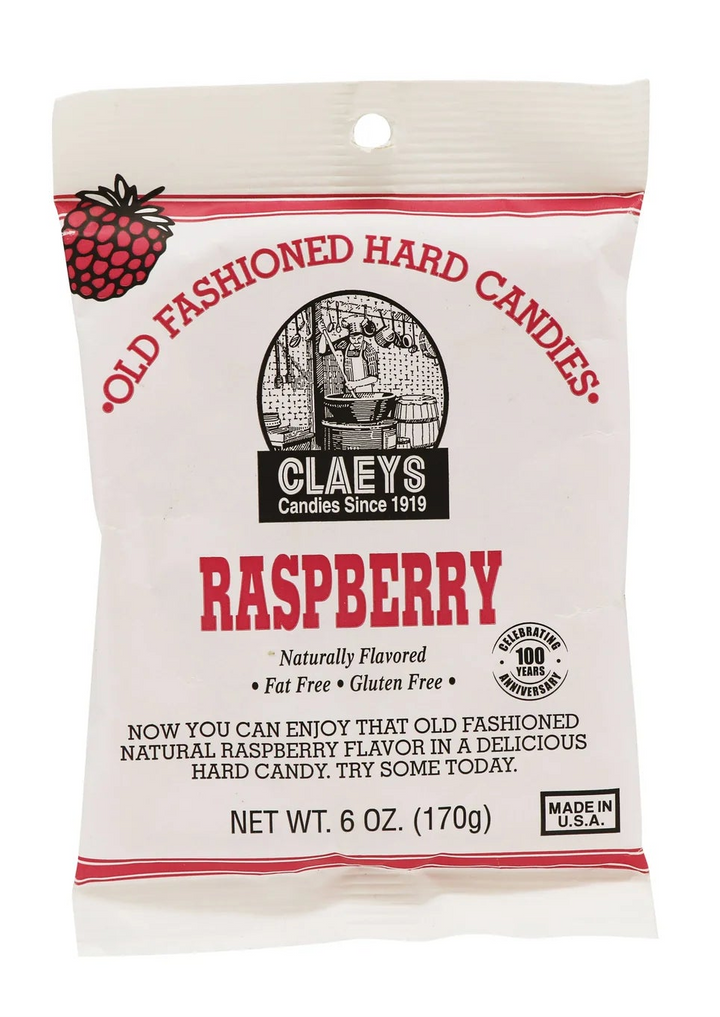 •OLD FASHIONED HARD CANDIES•
CLAEYS
Candies Since 1919
RASPBERRY
Naturally Flavored
• Fat Free • Gluten Free •
• CELEBRATING •
100
YEARS
ANNIVERSARY
NOW YOU CAN ENJOY THAT OLD FASHIONED
NATURAL RASPBERRY FLAVOR IN A DELICIOUS
HARD CANDY. TRY SOME TODAY.
NET WT. 6 OZ. (170g)
MADE IN
U.S.A.